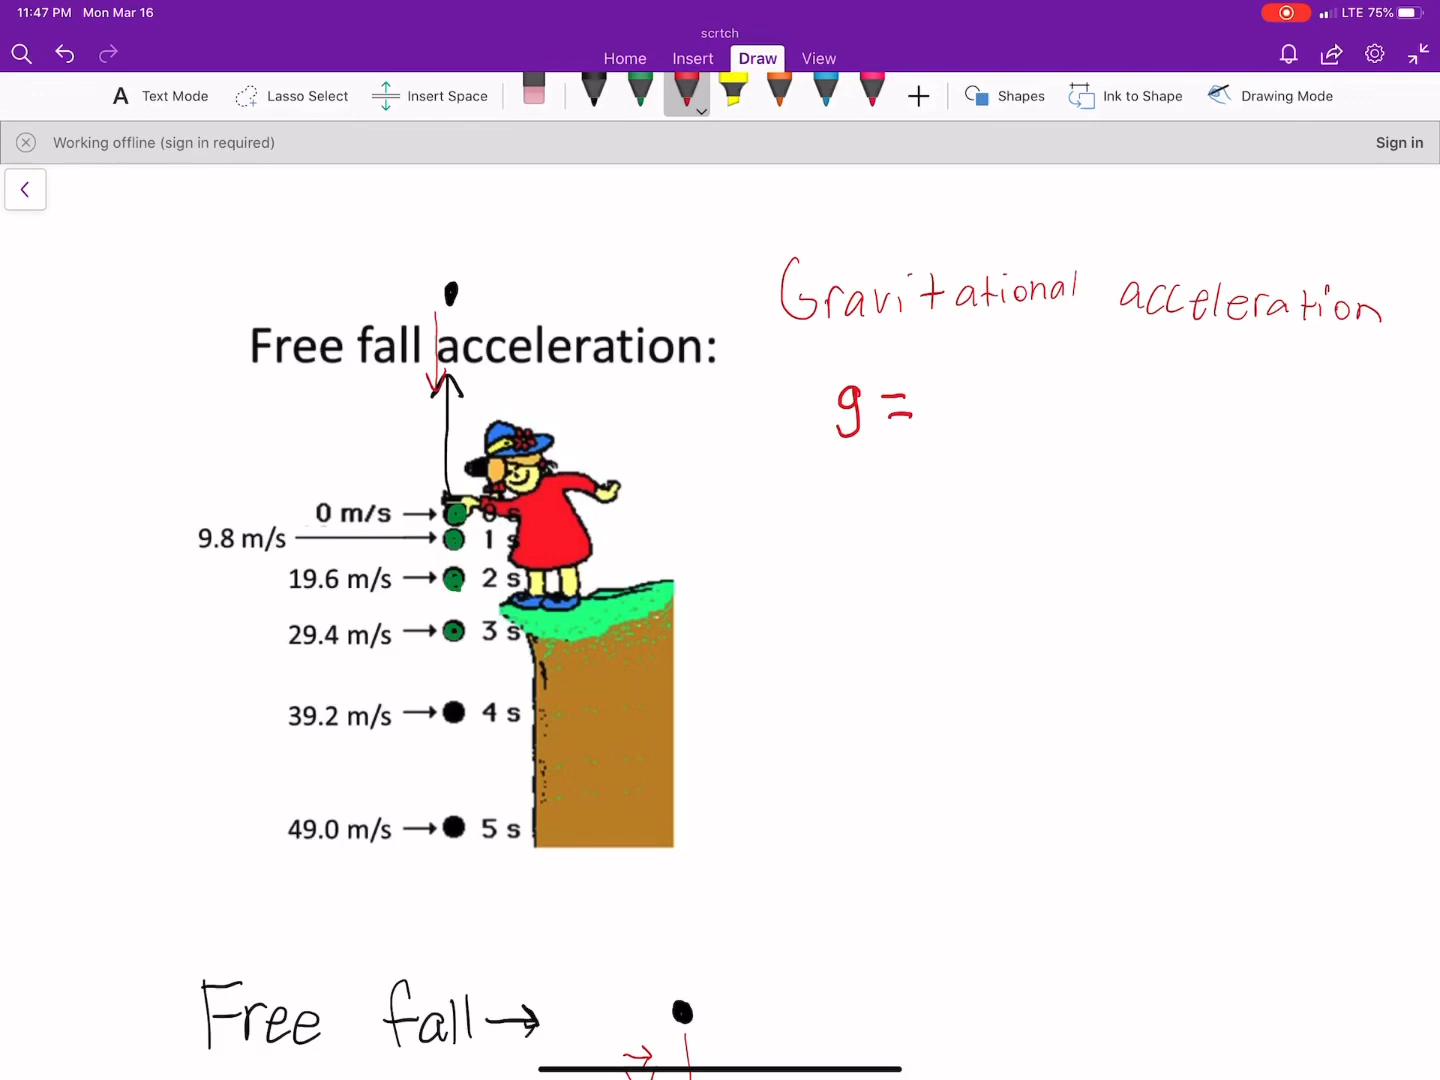 11:47 PM Mon Mar 16
LTE 75%
scrtch
Home Insert Draw View
A Text Mode Lasso Select Insert Space Shapes Ink to Shape Drawing Mode
Working offline (sign in required) Sign in
Gravitational acceleration
Free fall acceleration:
g =
0 m/s → 0 s
9.8 m/s → 1 s
19.6 m/s → 2 s
29.4 m/s → 3 s
39.2 m/s → 4 s
49.0 m/s → 5 s
Free fall →